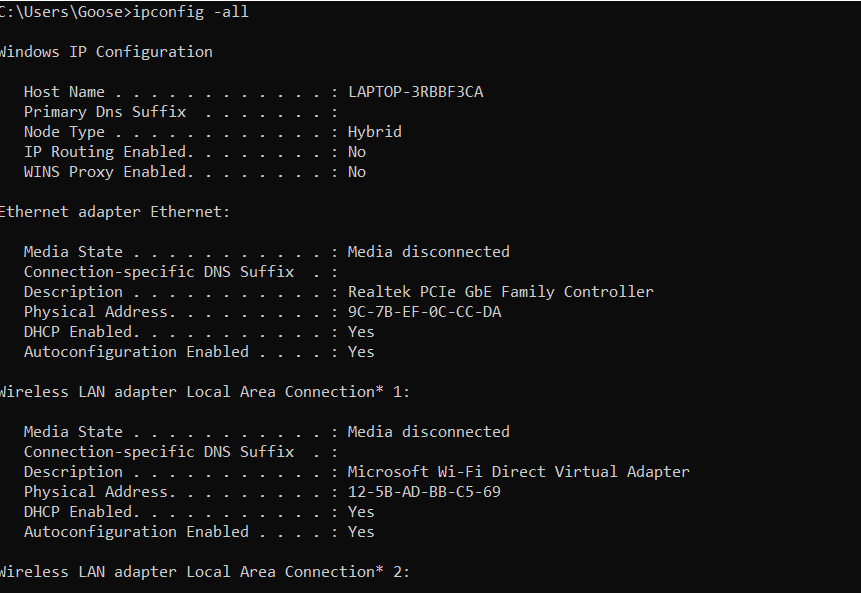 C:\Users\Goose>ipconfig -all
Windows IP Configuration
Host Name . . . . . . . . . . . . : LAPTOP-3RBBF3CA
Primary Dns Suffix  . . . . . . . :
Node Type . . . . . . . . . . . . : Hybrid
IP Routing Enabled. . . . . . . . : No
WINS Proxy Enabled. . . . . . . . : No
Ethernet adapter Ethernet:
Media State . . . . . . . . . . . : Media disconnected
Connection-specific DNS Suffix  . :
Description . . . . . . . . . . . : Realtek PCIe GbE Family Controller
Physical Address. . . . . . . . . : 9C-7B-EF-0C-CC-DA
DHCP Enabled. . . . . . . . . . . : Yes
Autoconfiguration Enabled . . . . : Yes
Wireless LAN adapter Local Area Connection* 1:
Media State . . . . . . . . . . . : Media disconnected
Connection-specific DNS Suffix  . :
Description . . . . . . . . . . . : Microsoft Wi-Fi Direct Virtual Adapter
Physical Address. . . . . . . . . : 12-5B-AD-BB-C5-69
DHCP Enabled. . . . . . . . . . . : Yes
Autoconfiguration Enabled . . . . : Yes
Wireless LAN adapter Local Area Connection* 2: